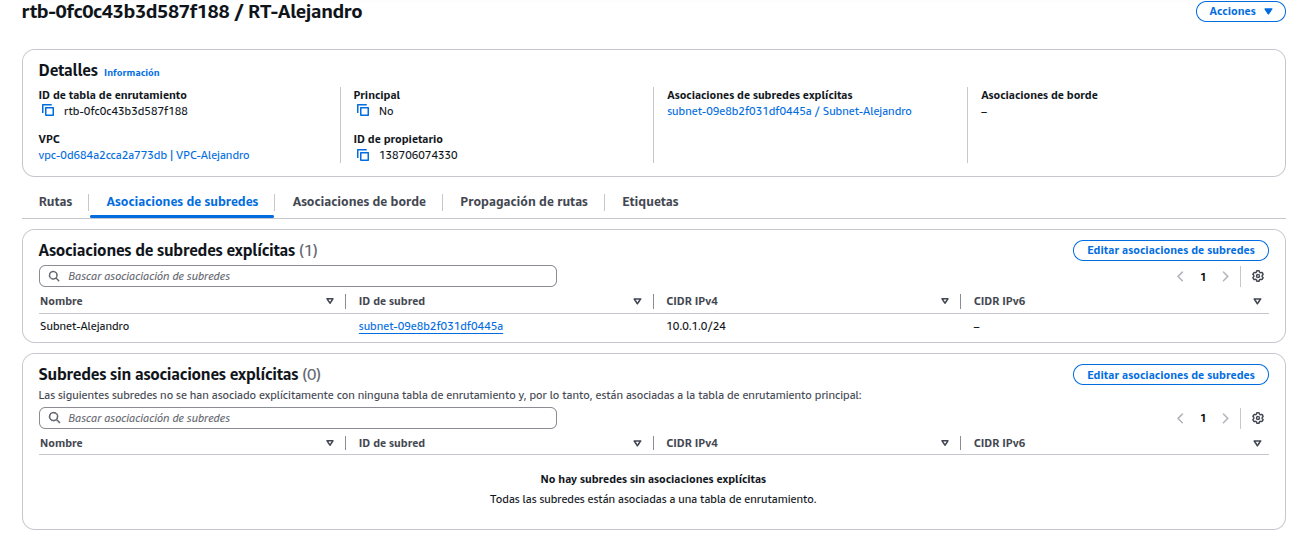 rtb-0fc0c43b3d587f188 / RT-Alejandro
Acciones
Detalles Información
ID de tabla de enrutamiento
rtb-0fc0c43b3d587f188
Principal
No
Asociaciones de subredes explícitas
subnet-09e8b2f031df0445a / Subnet-Alejandro
Asociaciones de borde
–
VPC
vpc-0d684a2cca2a773db | VPC-Alejandro
ID de propietario
138706074330
Rutas
Asociaciones de subredes
Asociaciones de borde
Propagación de rutas
Etiquetas
Asociaciones de subredes explícitas (1)
Editar asociaciones de subredes
Bascar asociaciación de subredes
1
Nombre
ID de subred
CIDR IPv4
CIDR IPv6
Subnet-Alejandro
subnet-09e8b2f031df0445a
10.0.1.0/24
–
Subredes sin asociaciones explícitas (0)
Editar asociaciones de subredes
Las siguientes subredes no se han asociado explícitamente con ninguna tabla de enrutamiento y, por lo tanto, están asociadas a la tabla de enrutamiento principal:
Bascar asociaciación de subredes
1
Nombre
ID de subred
CIDR IPv4
CIDR IPv6
No hay subredes sin asociaciones explícitas
Todas las subredes están asociadas a una tabla de enrutamiento.